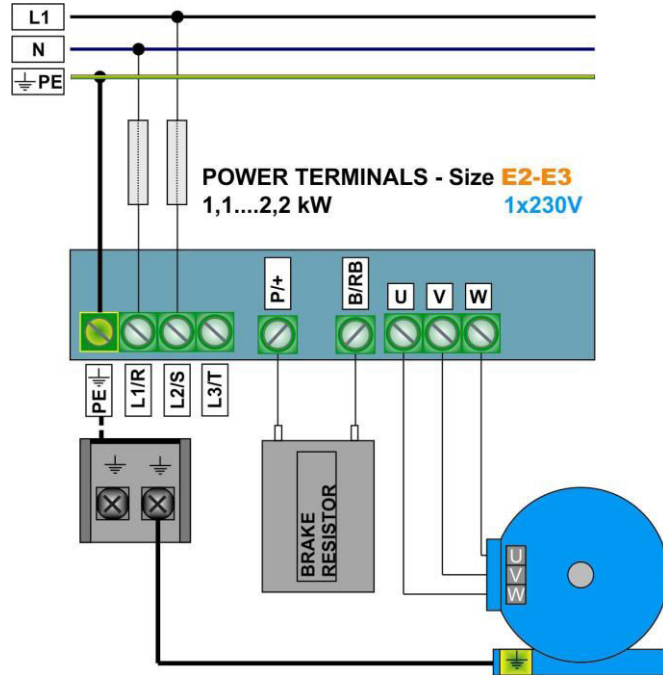 L1
N
PE
POWER TERMINALS - Size E2-E3
1,1....2,2 kW 1x230V
P/+
B/RB
U
V
W
PE
L1/R
L2/S
L3/T
BRAKE
RESISTOR
U
V
W